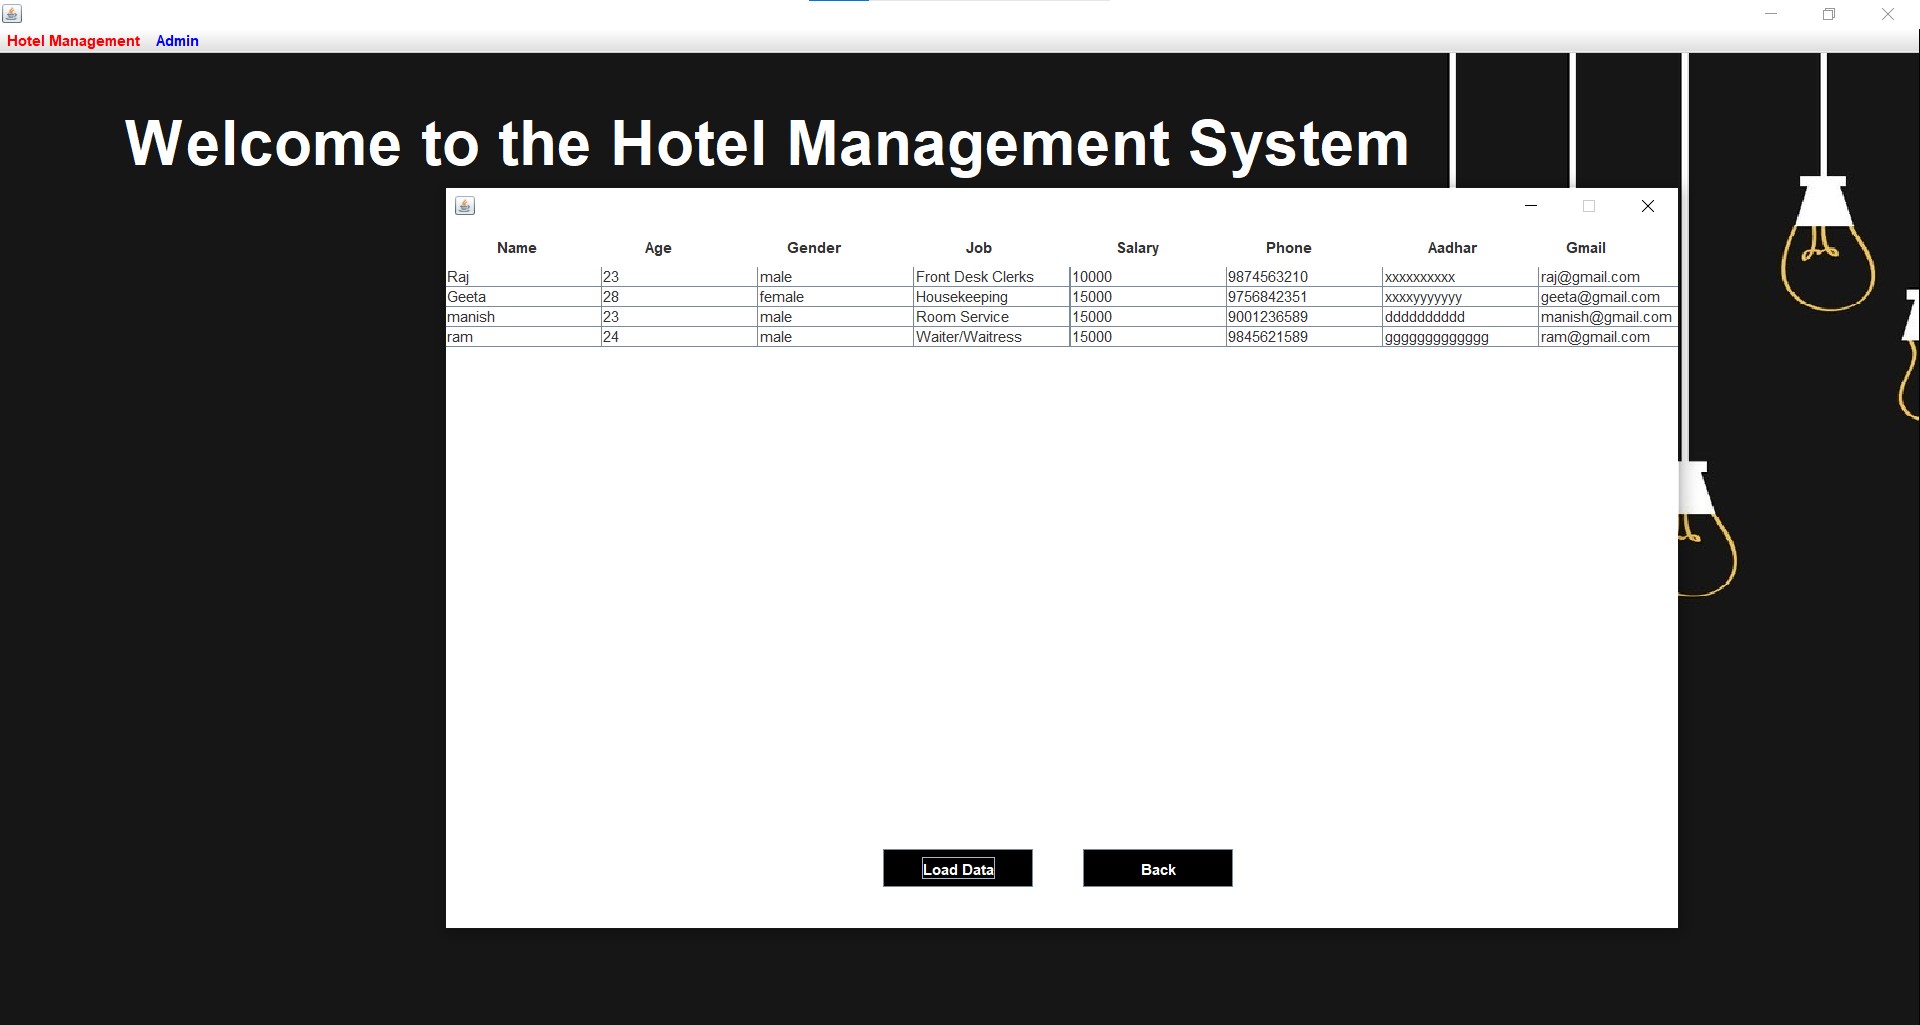 Hotel Management Admin
Welcome to the Hotel Management System
Name Age Gender Job Salary Phone Aadhar Gmail
Raj 23 male Front Desk Clerks 10000 9874563210 xxxxxxxxxx raj@gmail.com
Geeta 28 female Housekeeping 15000 9756842351 xxxxyyyyyyy geeta@gmail.com
manish 23 male Room Service 15000 9001236589 dddddddddd manish@gmail.com
ram 24 male Waiter/Waitress 15000 9845621589 ggggggggggggg ram@gmail.com
Load Data Back